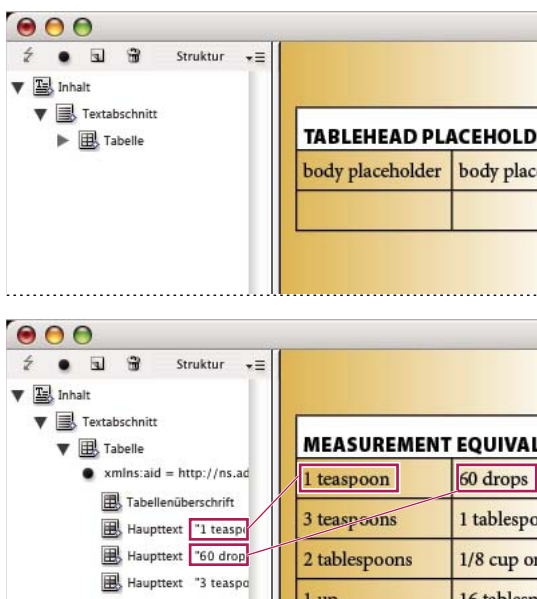 Struktur
Inhalt
Textabschnitt
Tabelle
TABLEHEAD PLACEHOLD
body placeholder body plac
Struktur
Inhalt
Textabschnitt
Tabelle
xmlns:aid = http://ns.ad
Tabellenüberschrift
Haupttext "1 teasp
Haupttext "60 drop
Haupttext "3 teaspo
MEASUREMENT EQUIVAL
1 teaspoon 60 drops
3 teaspoons 1 tablespo
2 tablespoons 1/8 cup or